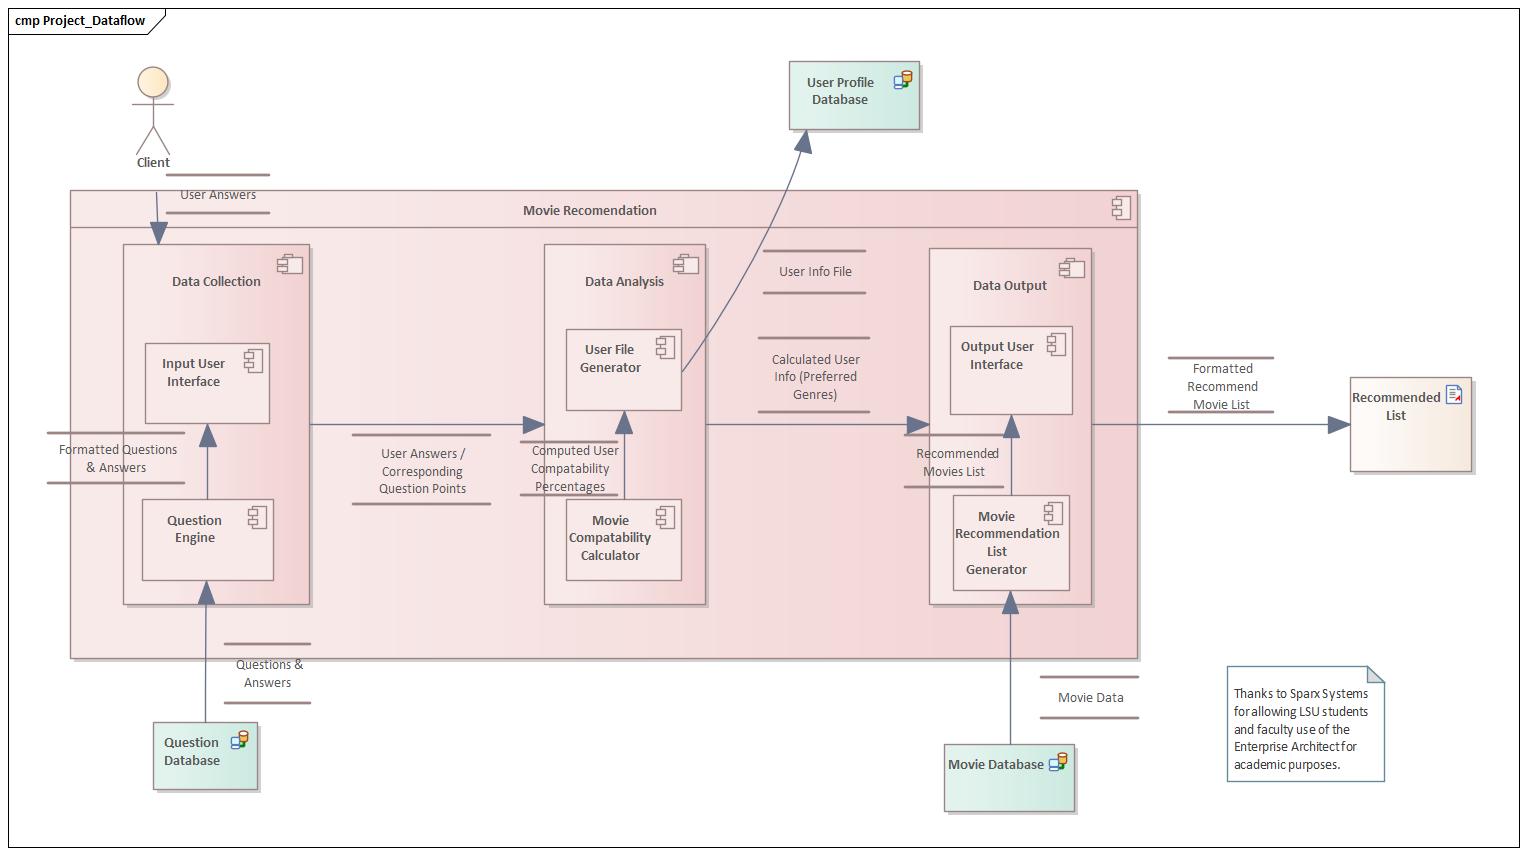 cmp Project_Dataflow
User Profile
Database
Client
User Answers
Movie Recomendation
Data Collection
Data Analysis
Data Output
User Info File
Input User
Interface
User File
Generator
Output User
Interface
Calculated User
Info (Preferred
Genres)
Formatted
Recommend
Movie List
Recommended
List
Formatted Questions
& Answers
User Answers /
Corresponding
Question Points
Computed User
Compatability
Percentages
Recommended
Movies List
Question
Engine
Movie
Compatability
Calculator
Movie
Recommendation
List
Generator
Questions &
Answers
Movie Data
Question
Database
Movie Database
Thanks to Sparx Systems
for allowing LSU students
and faculty use of the
Enterprise Architect for
academic purposes.